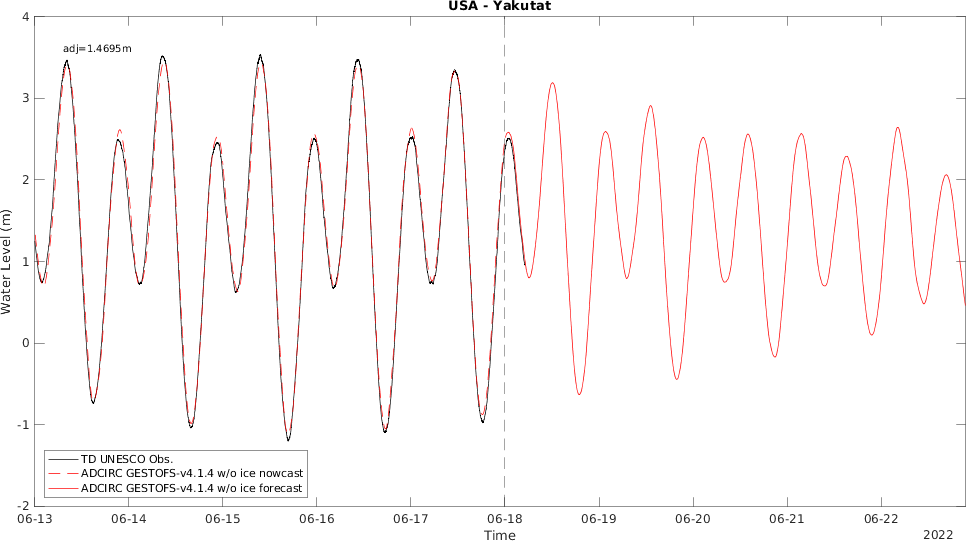 USA - Yakutat
adj=1.4695m
4
3
2
1
0
-1
-2
Water Level (m)
TD UNESCO Obs.
ADCIRC GESTOFS-v4.1.4 w/o ice nowcast
ADCIRC GESTOFS-v4.1.4 w/o ice forecast
06-13 06-14 06-15 06-16 06-17 06-18 06-19 06-20 06-21 06-22
Time
2022